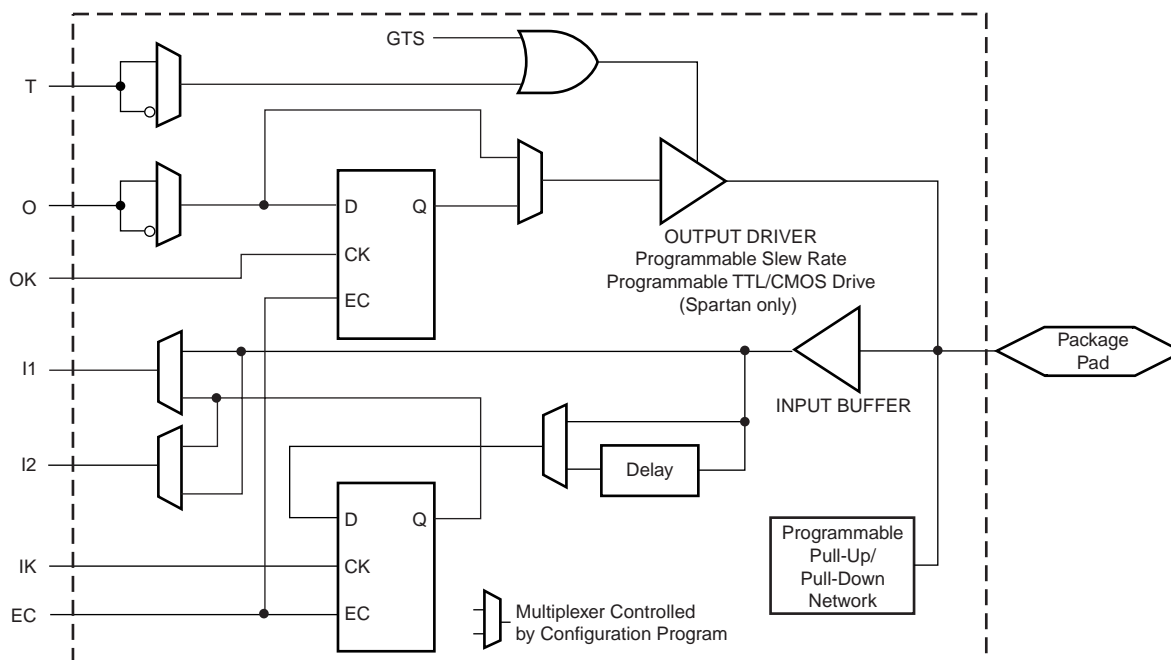 GTS
T
O
D
Q
CK
OK
EC
OUTPUT DRIVER
Programmable Slew Rate
Programmable TTL/CMOS Drive
(Spartan only)
I1
INPUT BUFFER
Package
Pad
I2
Delay
D
Q
Programmable
Pull-Up/
Pull-Down
Network
IK
CK
EC
EC
Multiplexer Controlled
by Configuration Program